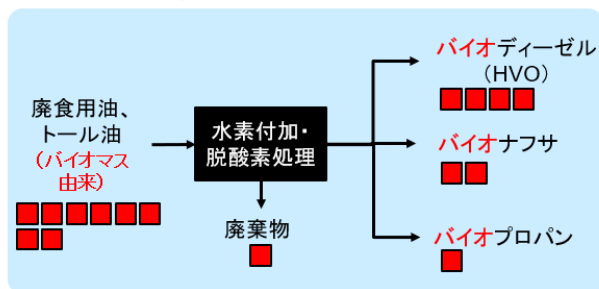 廃食用油、
トール油
(バイオマス
由来)
水素付加・
脱酸素処理
廃棄物
バイオディーゼル
(HVO)
バイオナフサ
バイオプロパン